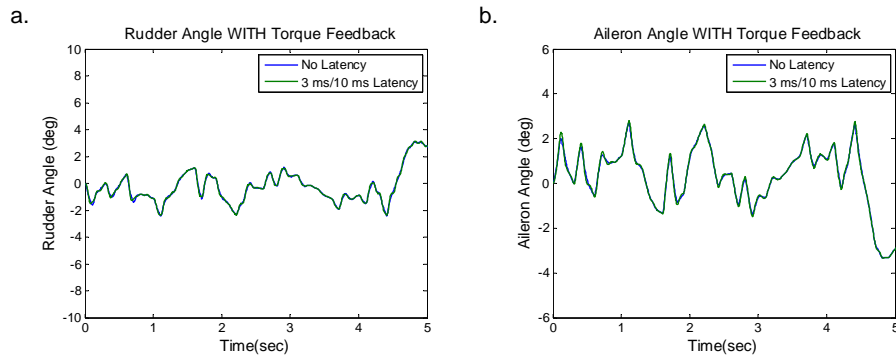 a.
Rudder Angle WITH Torque Feedback
No Latency
3 ms/10 ms Latency
Rudder Angle (deg)
10
8
6
4
2
0
-2
-4
-6
-8
-10
0 1 2 3 4 5
Time(sec)
b.
Aileron Angle WITH Torque Feedback
No Latency
3 ms/10 ms Latency
Aileron Angle (deg)
6
4
2
0
-2
-4
-6
0 1 2 3 4 5
Time(sec)